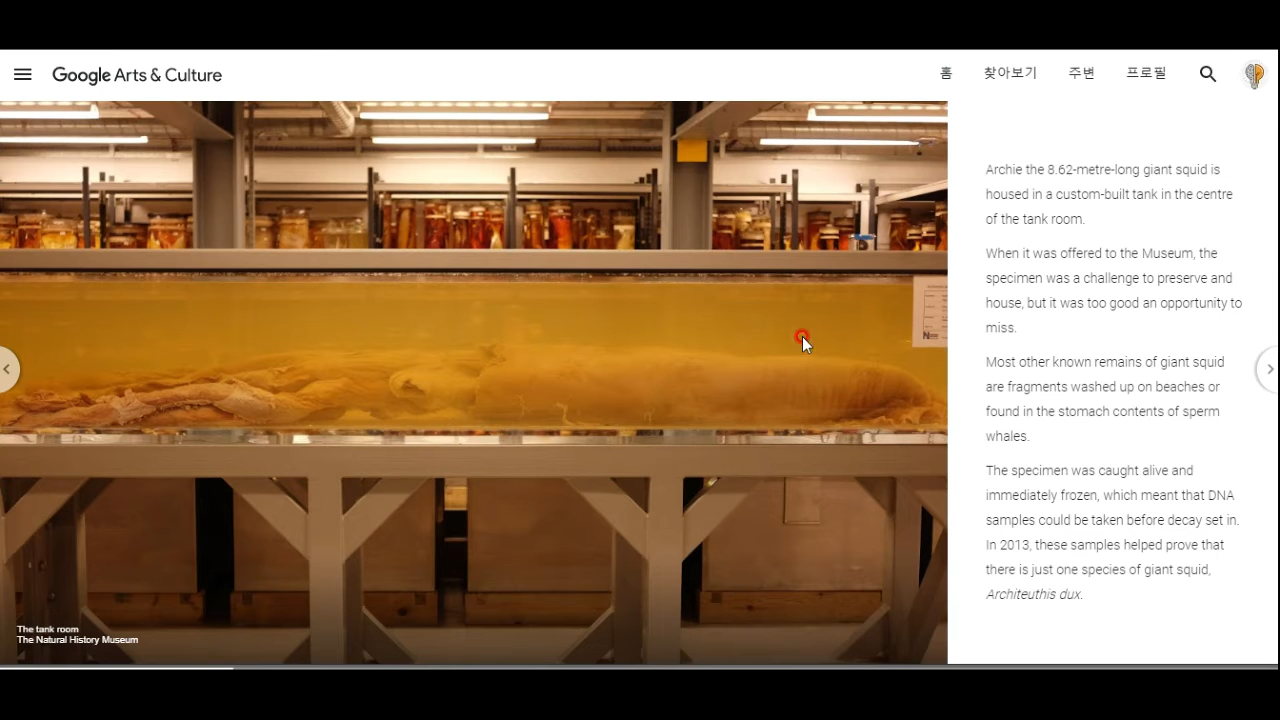 Google Arts & Culture
홈 찾아보기 주변 프로필
Archie the 8.62-metre-long giant squid is
housed in a custom-built tank in the centre
of the tank room.
When it was offered to the Museum, the
specimen was a challenge to preserve and
house, but it was too good an opportunity to
miss.
Most other known remains of giant squid
are fragments washed up on beaches or
found in the stomach contents of sperm
whales.
The specimen was caught alive and
immediately frozen, which meant that DNA
samples could be taken before decay set in.
In 2013, these samples helped prove that
there is just one species of giant squid,
Architeuthis dux.
The tank room
The Natural History Museum